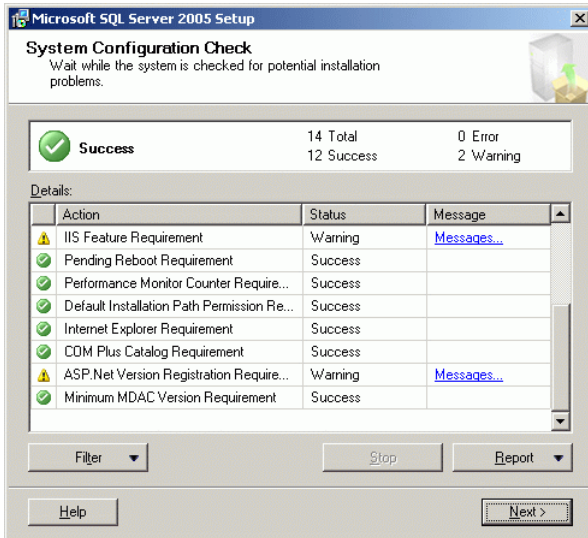 Microsoft SQL Server 2005 Setup
System Configuration Check
Wait while the system is checked for potential installation
problems.
Success
14 Total
0 Error
12 Success
2 Warning
Details:
Action Status Message
IIS Feature Requirement Warning Messages...
Pending Reboot Requirement Success
Performance Monitor Counter Require... Success
Default Installation Path Permission Re... Success
Internet Explorer Requirement Success
COM Plus Catalog Requirement Success
ASP.Net Version Registration Require... Warning Messages...
Minimum MDAC Version Requirement Success
Filter Stop Report
Help Next >